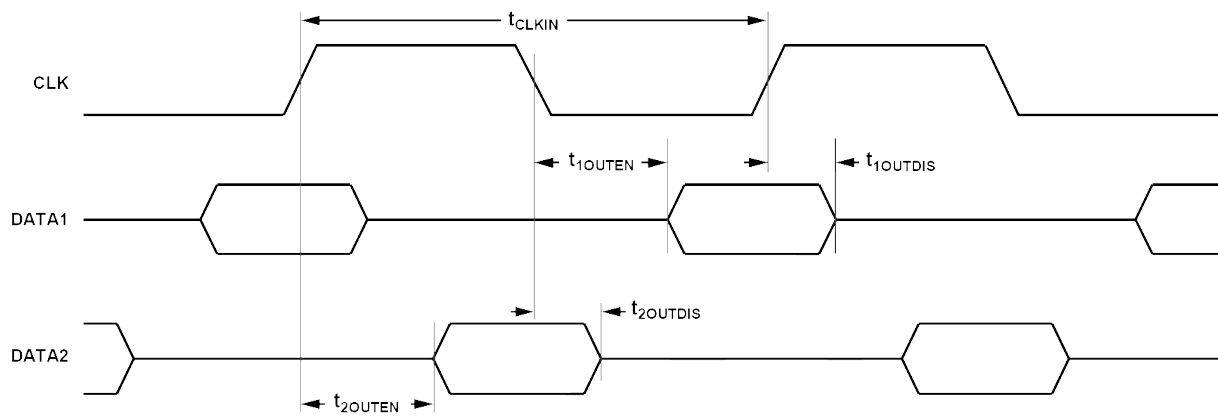 tCLKIN
CLK
t1OUTEN
t1OUTDIS
DATA1
t2OUTDIS
DATA2
t2OUTEN